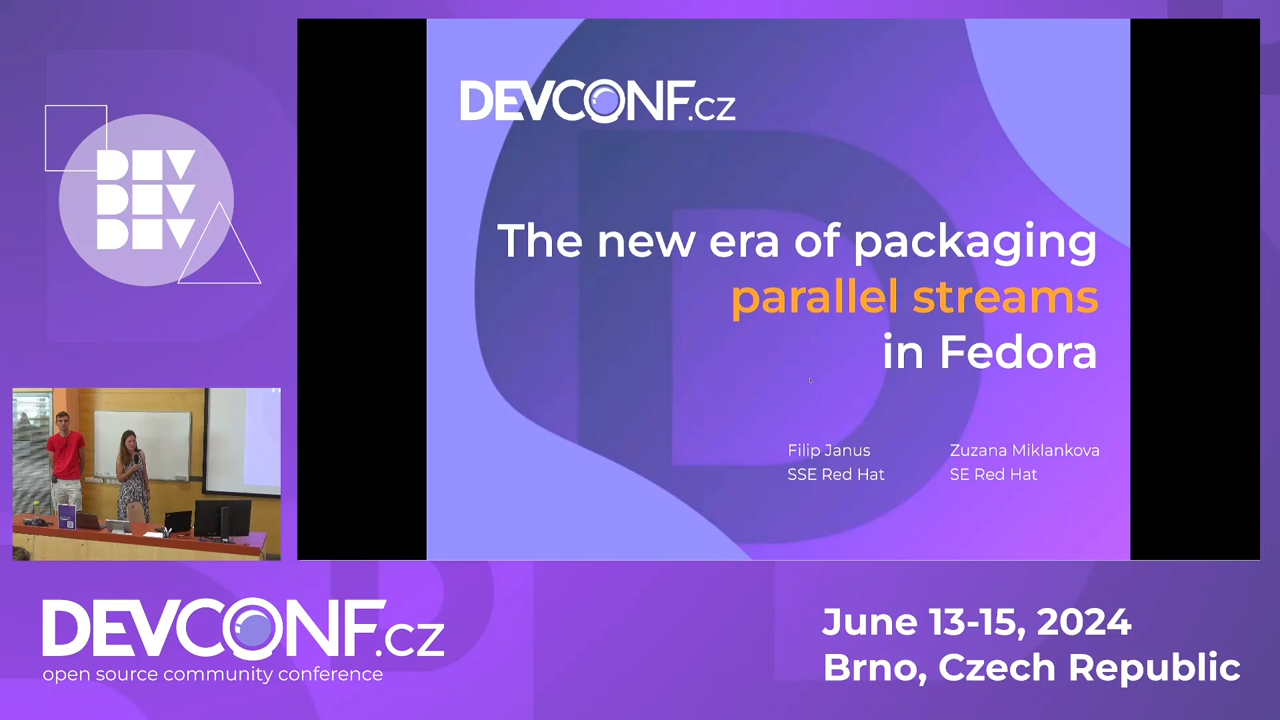 DEV
DEV
DEV
DEVCONF.cz
The new era of packaging
parallel streams
in Fedora
Filip Janus
SSE Red Hat
Zuzana Miklankova
SE Red Hat
DEVCONF.cz
open source community conference
June 13-15, 2024
Brno, Czech Republic